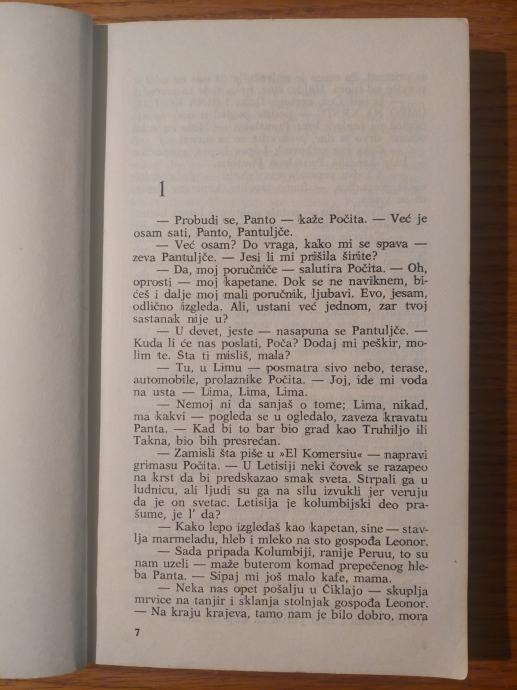 1
— Probudi se, Panto — kaže Počita. — Već je
osam sati, Panto, Pantuljče.
— Već osam? Do vraga, kako mi se spava —
zeva Pantuljče. — Jesi li mi prišila širite?
— Da, moj poručniče — salutira Počita. — Oh,
oprosti — moj kapetane. Dok se ne naviknem, bi-
ćeš i dalje moj mali poručnik, ljubavi. Evo, jesam,
odlično izgleda. Ali, ustani već jednom, zar tvoj
sastanak nije u?
— U devet, jeste — nasapuna se Pantuljče. —
Kuda li će nas poslati, Poča? Dodaj mi peškir, mo-
lim te. Šta ti misliš, mala?
— Tu, u Limu — posmatra sivo nebo, terase,
automobile, prolaznike Počita. — Joj, ide mi voda
na usta — Lima, Lima, Lima.
— Nemoj ni da sanjaš o tome; Lima, nikad,
ma kakvi — pogleda se u ogledalo, zaveza kravatu
Panta. — Kad bi to bar bio grad kao Truhiljo ili
Takna, bio bih presrećan.
— Zamisli šta piše u »El Komersiu« — napravi
grimasu Počita. — U Letisiji neki čovek se razapeo
na krst da bi predskazao smak sveta. Strpali ga u
ludnicu, ali ljudi su ga na silu izvukli jer veruju
da je on svetac. Letisija je kolumbijski deo pra-
šume, je l' da?
— Kako lepo izgledaš kao kapetan, sine — stav-
lja marmeladu, hleb i mleko na sto gospođa Leonor.
— Sada pripada Kolumbiji, ranije Peruu, to su
nam uzeli — maže buterom komad prepečenog hle-
ba Panta. — Sipaj mi još malo kafe, mama.
— Neka nas opet pošalju u Čiklajo — skuplja
mrvice na tanjir i sklanja stolnjak gospođa Leonor.
— Na kraju krajeva, tamo nam je bilo dobro, mora
7